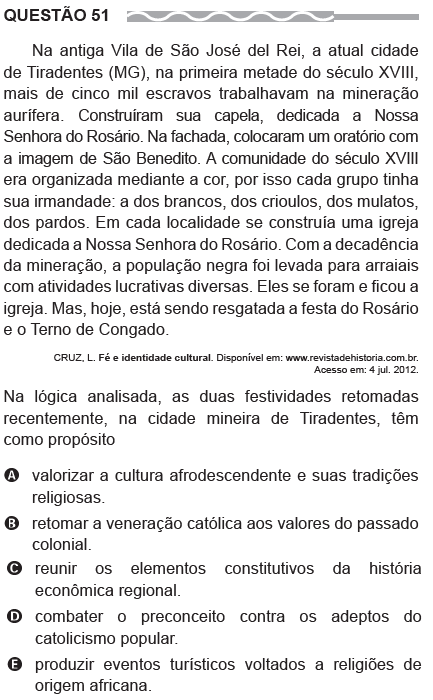 QUESTÃO 51
Na antiga Vila de São José del Rei, a atual cidade
de Tiradentes (MG), na primeira metade do século XVIII,
mais de cinco mil escravos trabalhavam na mineração
aurífera. Construíram sua capela, dedicada a Nossa
Senhora do Rosário. Na fachada, colocaram um oratório com
a imagem de São Benedito. A comunidade do século XVIII
era organizada mediante a cor, por isso cada grupo tinha
sua irmandade: a dos brancos, dos crioulos, dos mulatos,
dos pardos. Em cada localidade se construía uma igreja
dedicada a Nossa Senhora do Rosário. Com a decadência
da mineração, a população negra foi levada para arraiais
com atividades lucrativas diversas. Eles se foram e ficou a
igreja. Mas, hoje, está sendo resgatada a festa do Rosário
e o Terno de Congado.
CRUZ, L. Fé e identidade cultural. Disponível em: www.revistadehistoria.com.br.
Acesso em: 4 jul. 2012.
Na lógica analisada, as duas festividades retomadas
recentemente, na cidade mineira de Tiradentes, têm
como propósito
A valorizar a cultura afrodescendente e suas tradições
religiosas.
B retomar a veneração católica aos valores do passado
colonial.
C reunir os elementos constitutivos da história
econômica regional.
D combater o preconceito contra os adeptos do
catolicismo popular.
E produzir eventos turísticos voltados a religiões de
origem africana.